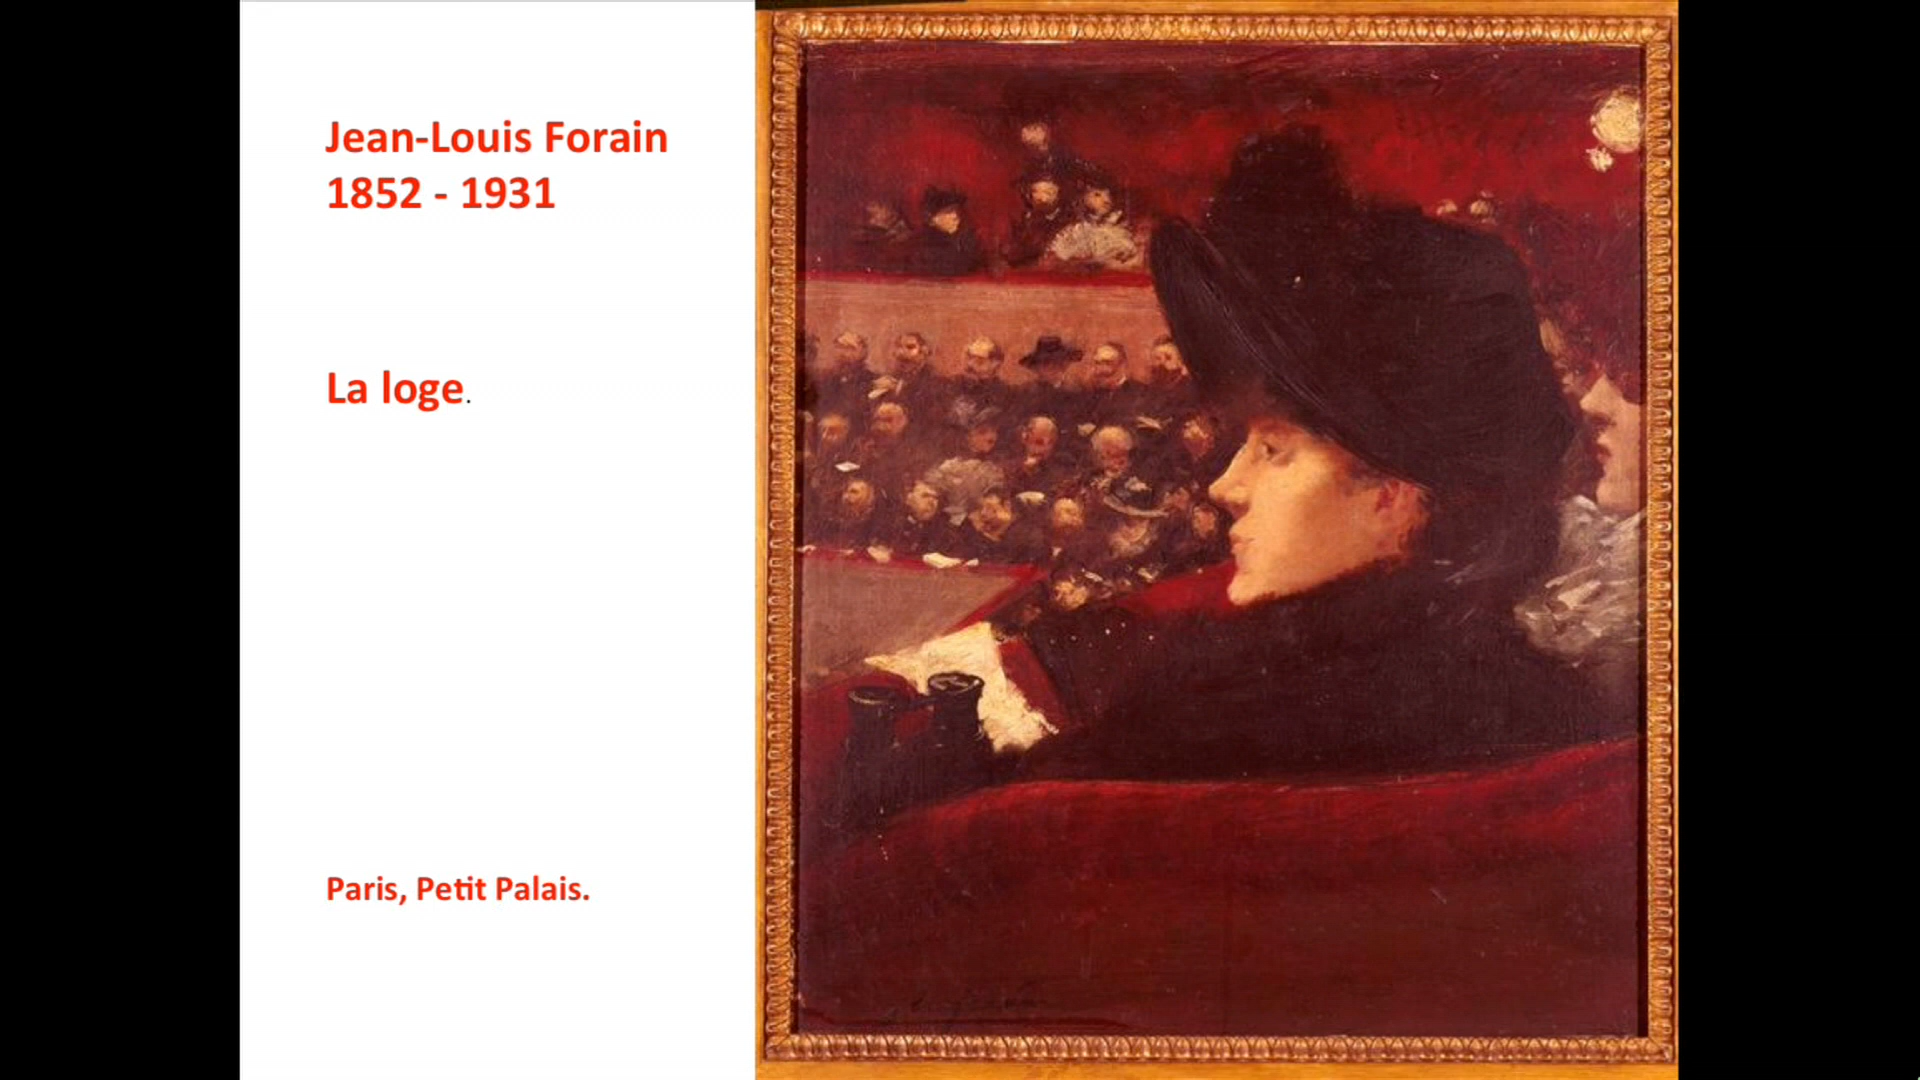 Jean-Louis Forain
1852 - 1931
La loge.
Paris, Petit Palais.